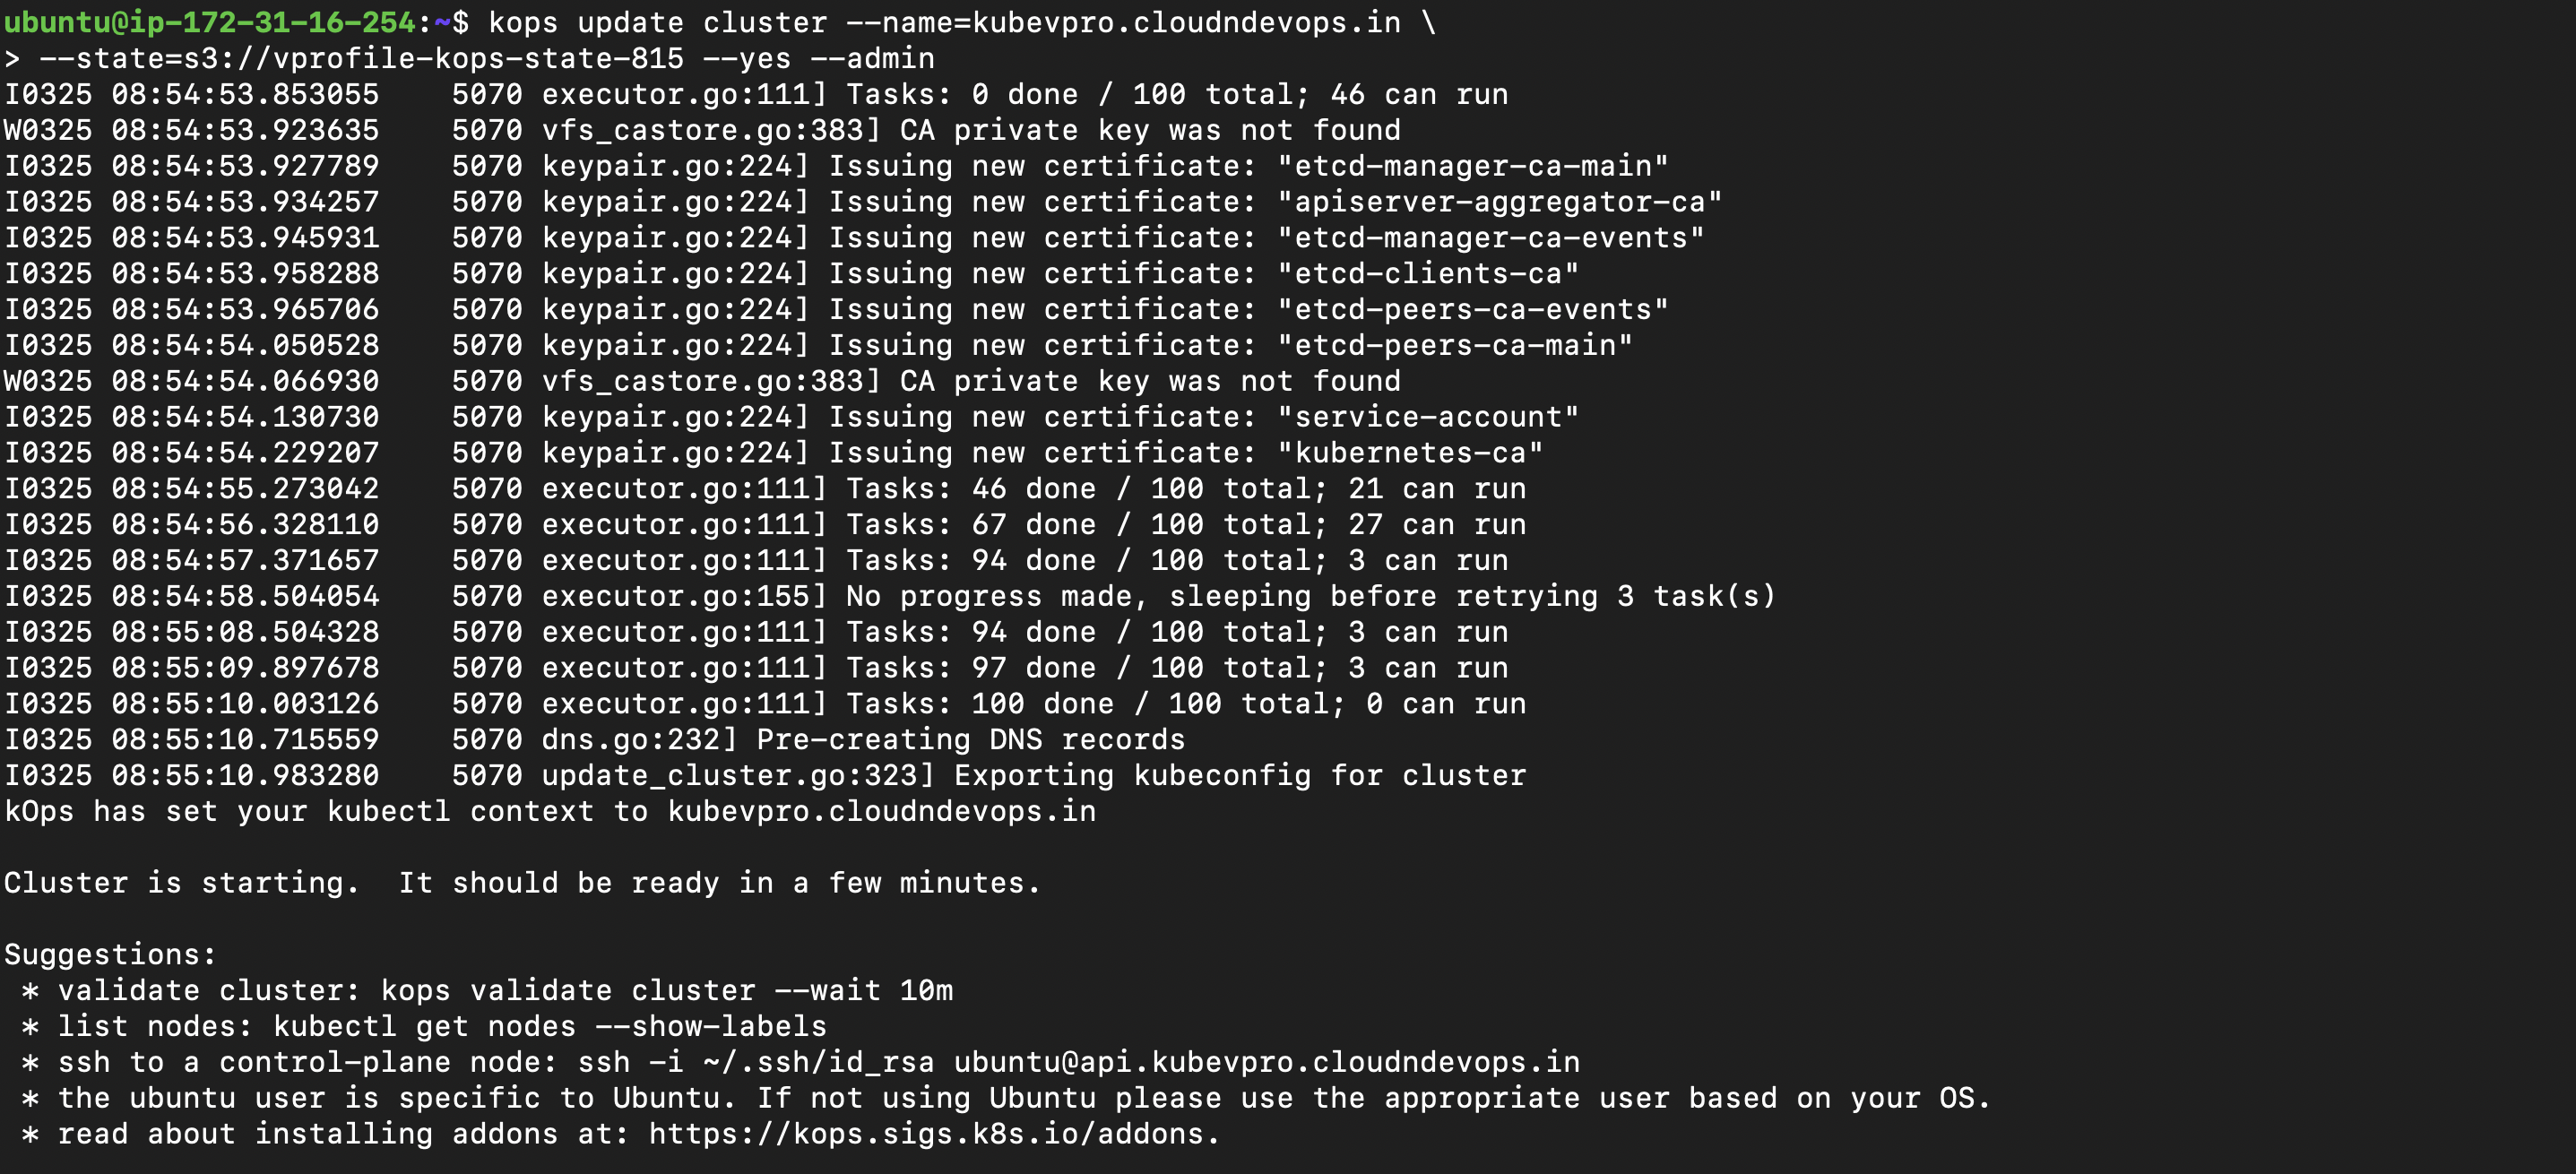 ubuntu@ip-172-31-16-254:~$ kops update cluster --name=kubevpro.cloudndevops.in \
> --state=s3://vprofile-kops-state-815 --yes --admin
I0325 08:54:53.853055    5070 executor.go:111] Tasks: 0 done / 100 total; 46 can run
W0325 08:54:53.923635    5070 vfs_castore.go:383] CA private key was not found
I0325 08:54:53.927789    5070 keypair.go:224] Issuing new certificate: "etcd-manager-ca-main"
I0325 08:54:53.934257    5070 keypair.go:224] Issuing new certificate: "apiserver-aggregator-ca"
I0325 08:54:53.945931    5070 keypair.go:224] Issuing new certificate: "etcd-manager-ca-events"
I0325 08:54:53.958288    5070 keypair.go:224] Issuing new certificate: "etcd-clients-ca"
I0325 08:54:53.965706    5070 keypair.go:224] Issuing new certificate: "etcd-peers-ca-events"
I0325 08:54:54.050528    5070 keypair.go:224] Issuing new certificate: "etcd-peers-ca-main"
W0325 08:54:54.066930    5070 vfs_castore.go:383] CA private key was not found
I0325 08:54:54.130730    5070 keypair.go:224] Issuing new certificate: "service-account"
I0325 08:54:54.229207    5070 keypair.go:224] Issuing new certificate: "kubernetes-ca"
I0325 08:54:55.273042    5070 executor.go:111] Tasks: 46 done / 100 total; 21 can run
I0325 08:54:56.328110    5070 executor.go:111] Tasks: 67 done / 100 total; 27 can run
I0325 08:54:57.371657    5070 executor.go:111] Tasks: 94 done / 100 total; 3 can run
I0325 08:54:58.504054    5070 executor.go:155] No progress made, sleeping before retrying 3 task(s)
I0325 08:55:08.504328    5070 executor.go:111] Tasks: 94 done / 100 total; 3 can run
I0325 08:55:09.897678    5070 executor.go:111] Tasks: 97 done / 100 total; 3 can run
I0325 08:55:10.003126    5070 executor.go:111] Tasks: 100 done / 100 total; 0 can run
I0325 08:55:10.715559    5070 dns.go:232] Pre-creating DNS records
I0325 08:55:10.983280    5070 update_cluster.go:323] Exporting kubeconfig for cluster
kOps has set your kubectl context to kubevpro.cloudndevops.in
Cluster is starting.  It should be ready in a few minutes.
Suggestions:
 * validate cluster: kops validate cluster --wait 10m
 * list nodes: kubectl get nodes --show-labels
 * ssh to a control-plane node: ssh -i ~/.ssh/id_rsa ubuntu@api.kubevpro.cloudndevops.in
 * the ubuntu user is specific to Ubuntu. If not using Ubuntu please use the appropriate user based on your OS.
 * read about installing addons at: https://kops.sigs.k8s.io/addons.